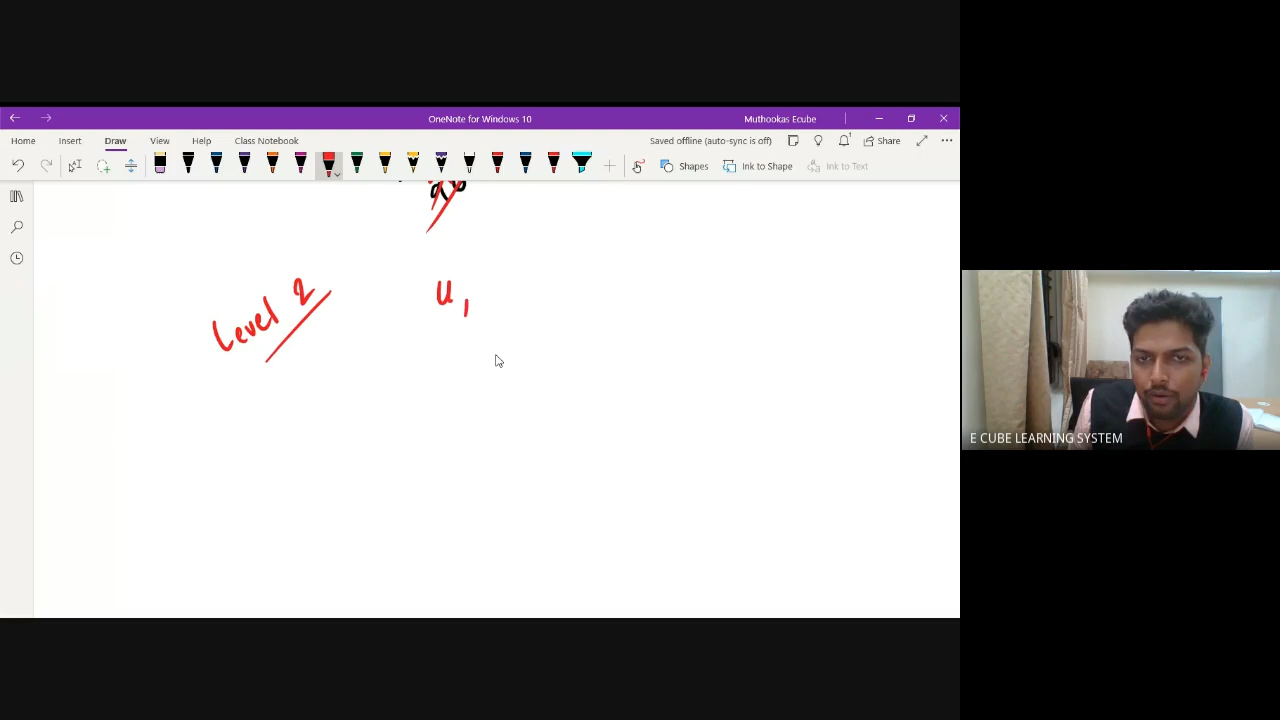 OneNote for Windows 10
Muthookas Ecube
Home Insert Draw View Help Class Notebook
Saved offline (auto-sync is off) Share
Shapes Ink to Shape Ink to Text
Level 2
u,
E CUBE LEARNING SYSTEM